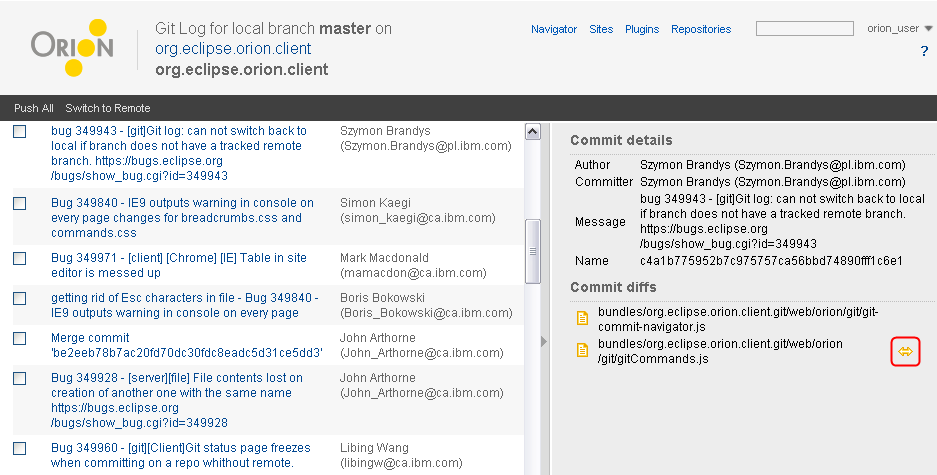 ORION
Git Log for local branch master on
org.eclipse.orion.client
org.eclipse.orion.client
Navigator Sites Plugins Repositories
orion_user
?
Push All Switch to Remote
bug 349943 - [git]Git log: can not switch back to
local if branch does not have a tracked remote
branch. https://bugs.eclipse.org
/bugs/show_bug.cgi?id=349943
Szymon Brandys
(Szymon.Brandys@pl.ibm.com)
Bug 349840 - IE9 outputs warning in console on
every page changes for breadcrumbs.css and
commands.css
Simon Kaegi
(simon_kaegi@ca.ibm.com)
Bug 349971 - [client] [Chrome] [IE] Table in site
editor is messed up
Mark Macdonald
(mamacdon@ca.ibm.com)
getting rid of Esc characters in file - Bug 349840 -
IE9 outputs warning in console on every page
Boris Bokowski
(Boris_Bokowski@ca.ibm.com)
Merge commit
'be2eeb78b7ac20fd70dc30fdc8eadc5d31ce5dd3'
John Arthorne
(John_Arthorne@ca.ibm.com)
Bug 349928 - [server][file] File contents lost on
creation of another one with the same name
https://bugs.eclipse.org
/bugs/show_bug.cgi?id=349928
John Arthorne
(John_Arthorne@ca.ibm.com)
Bug 349960 - [git][Client]Git status page freezes
when committing on a repo whithout remote.
Libing Wang
(libingw@ca.ibm.com)
Commit details
Author Szymon Brandys (Szymon.Brandys@pl.ibm.com)
Committer Szymon Brandys (Szymon.Brandys@pl.ibm.com)
Message
bug 349943 - [git]Git log: can not switch back to local
if branch does not have a tracked remote branch.
https://bugs.eclipse.org
/bugs/show_bug.cgi?id=349943
Name c4a1b775952b7c975757ca56bbd74890fff1c6e1
Commit diffs
bundles/org.eclipse.orion.client.git/web/orion/git/git-
commit-navigator.js
bundles/org.eclipse.orion.client.git/web/orion
/git/gitCommands.js